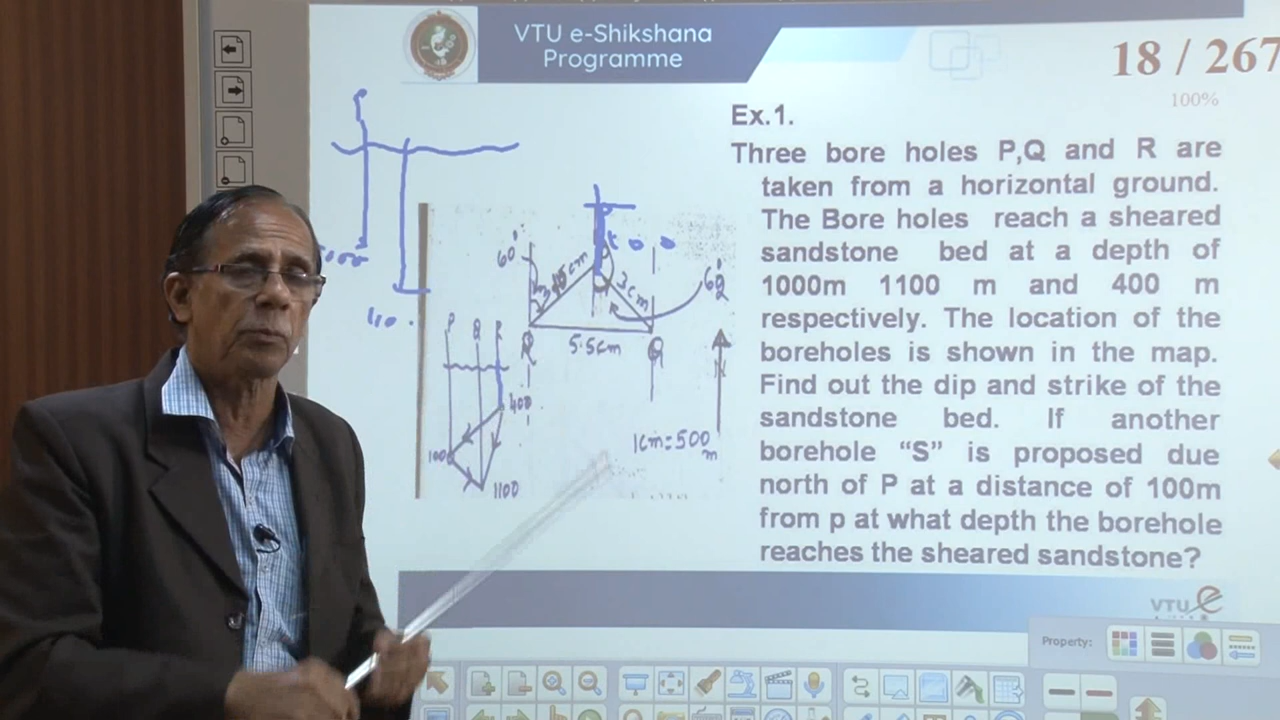 VTU e-Shikshana
Programme
18 / 267
100%
Ex.1.
Three bore holes P,Q and R are
taken from a horizontal ground.
The Bore holes reach a sheared
sandstone bed at a depth of
1000m 1100 m and 400 m
respectively. The location of the
boreholes is shown in the map.
Find out the dip and strike of the
sandstone bed. If another
borehole “S” is proposed due
north of P at a distance of 100m
from p at what depth the borehole
reaches the sheared sandstone?
60°
3cm
5.5cm
Q
P Q R
400
1100
1cm=500
m
N
VTU e
Property: